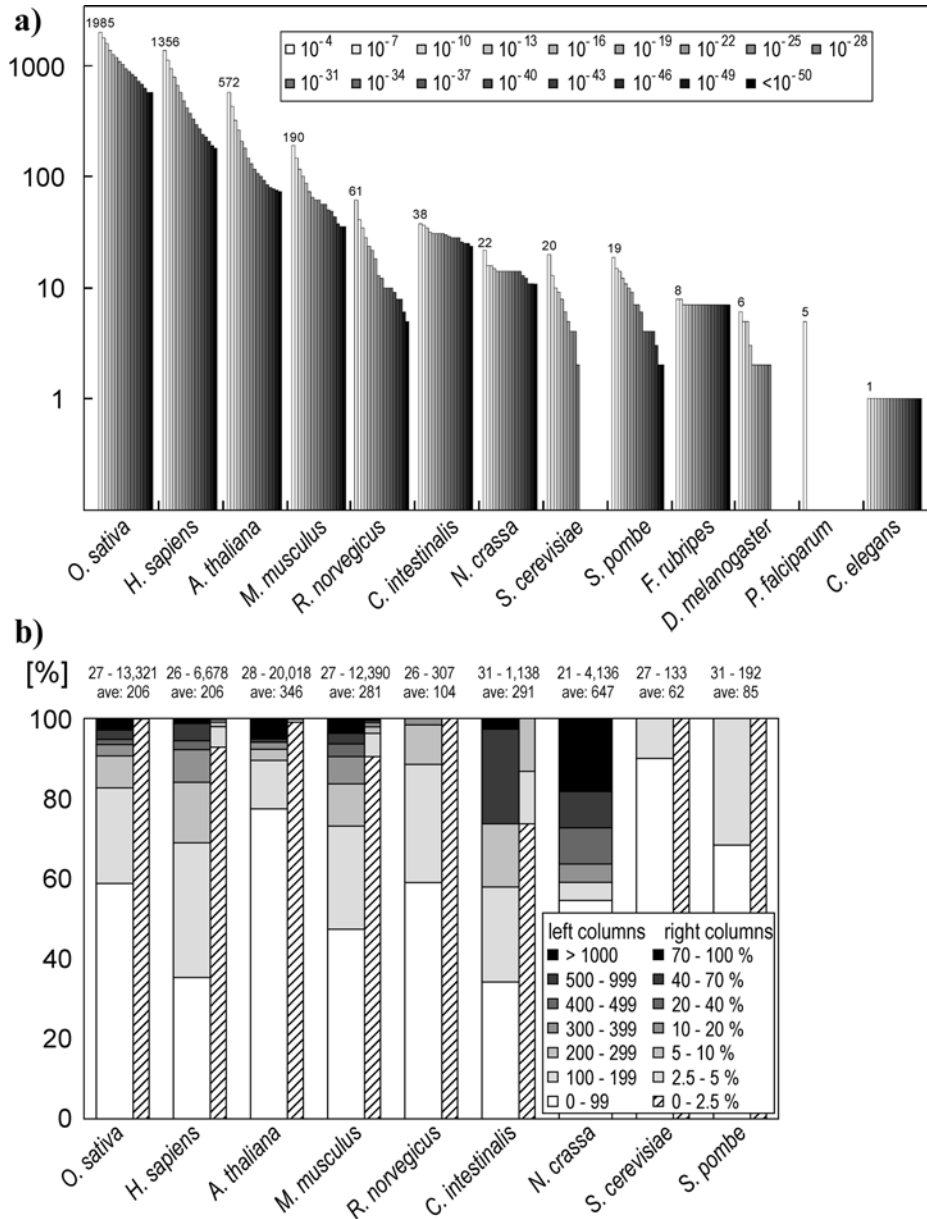 a)
1985
1356
572
190
61
38
22
20
19
8
6
5
1
1000
100
10
1
10-4 10-7 10-10 10-13 10-16 10-19 10-22 10-25 10-28
10-31 10-34 10-37 10-40 10-43 10-46 10-49 <10-50
O. sativa
H. sapiens
A. thaliana
M. musculus
R. norvegicus
C. intestinalis
N. crassa
S. cerevisiae
S. pombe
F. rubripes
D. melanogaster
P. falciparum
C. elegans
b)
[%]
27 - 13,321 26 - 6,678 28 - 20,018 27 - 12,390 26 - 307 31 - 1,138 21 - 4,136 27 - 133 31 - 192
ave: 206 ave: 206 ave: 346 ave: 281 ave: 104 ave: 291 ave: 647 ave: 62 ave: 85
100
80
60
40
20
0
left columns right columns
> 1000 70 - 100 %
500 - 999 40 - 70 %
400 - 499 20 - 40 %
300 - 399 10 - 20 %
200 - 299 5 - 10 %
100 - 199 2.5 - 5 %
0 - 99 0 - 2.5 %
O. sativa
H. sapiens
A. thaliana
M. musculus
R. norvegicus
C. intestinalis
N. crassa
S. cerevisiae
S. pombe